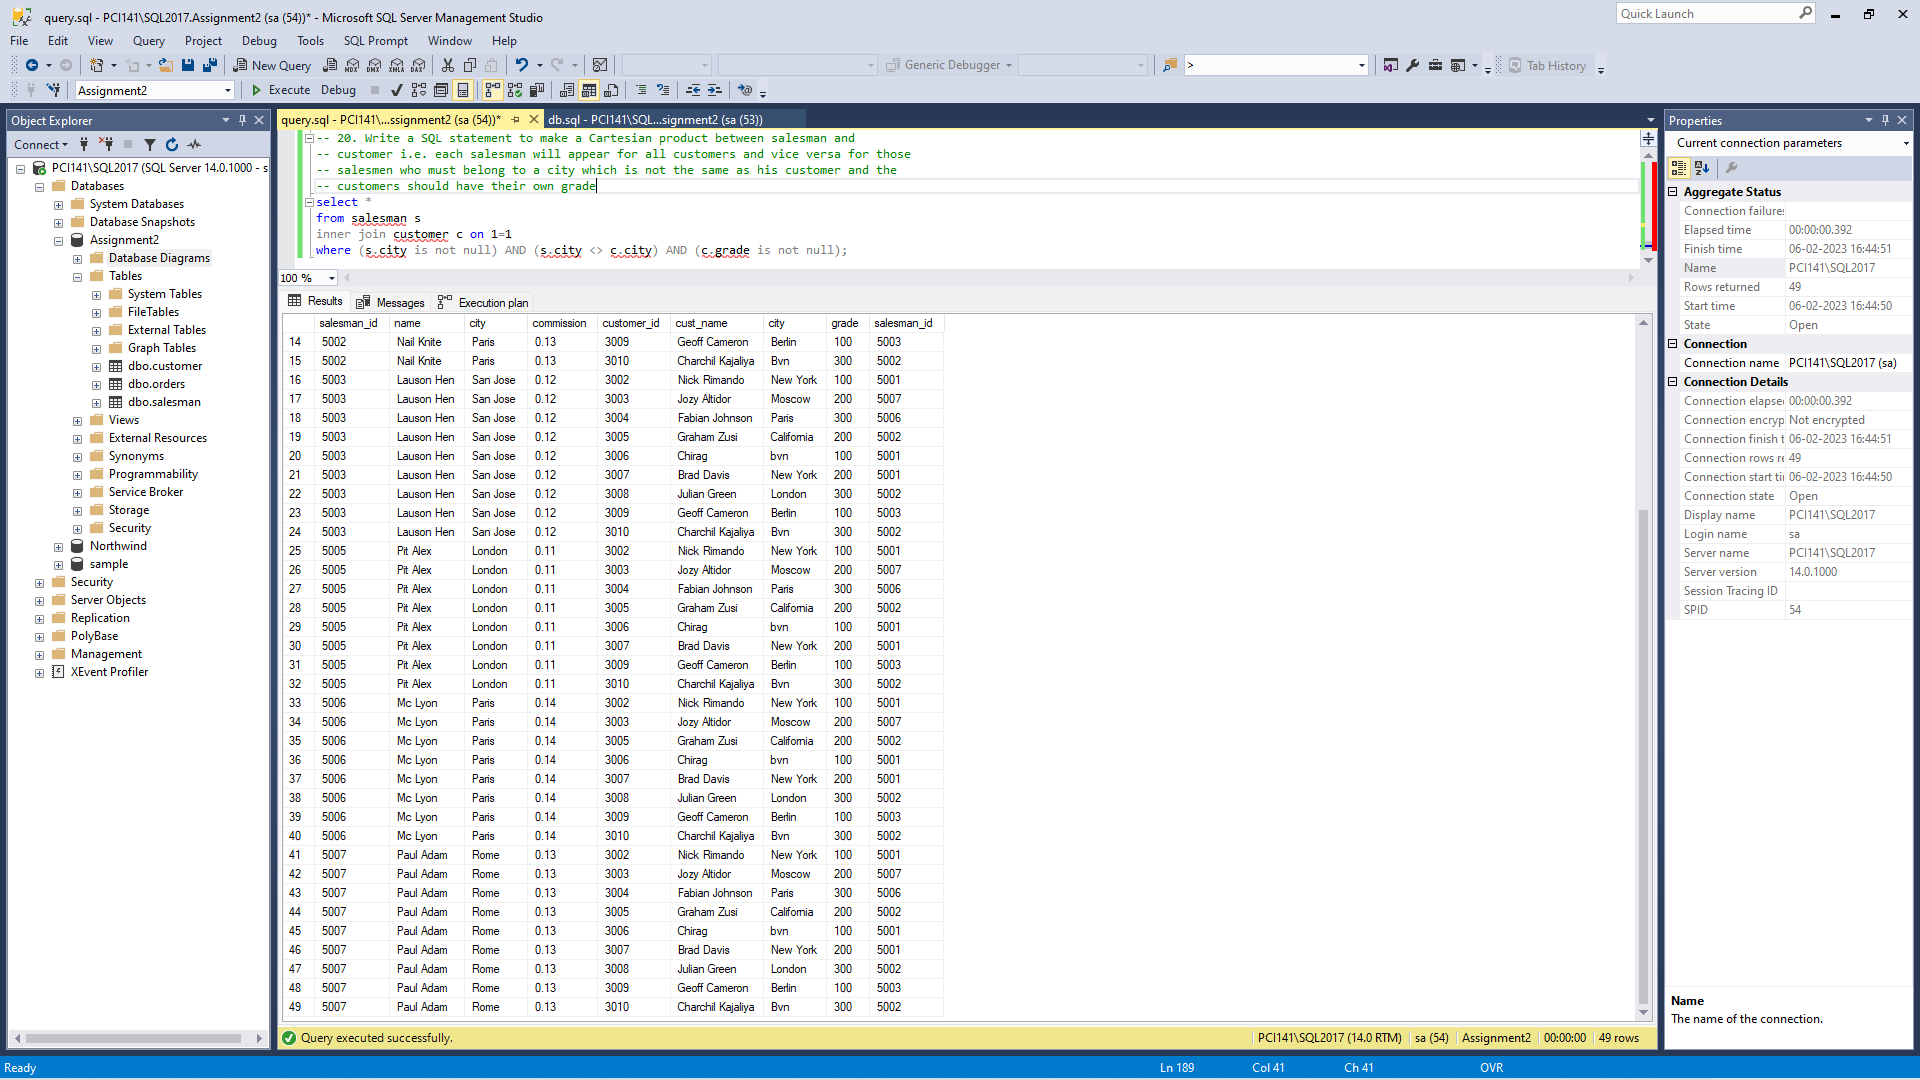 query.sql - PCI141\SQL2017.Assignment2 (sa (54))* - Microsoft SQL Server Management Studio
Quick Launch
File Edit View Query Project Debug Tools SQL Prompt Window Help
New Query
MDX DMX XMLA DAX
Generic Debugger
>
Tab History
Assignment2
Execute Debug
Object Explorer
query.sql - PCI141\...ssignment2 (sa (54))*
db.sql - PCI141\SQL...signment2 (sa (53))
Properties
Connect
PCI141\SQL2017 (SQL Server 14.0.1000 - s
Databases
System Databases
Database Snapshots
Assignment2
Database Diagrams
Tables
System Tables
FileTables
External Tables
Graph Tables
dbo.customer
dbo.orders
dbo.salesman
Views
External Resources
Synonyms
Programmability
Service Broker
Storage
Security
Northwind
sample
Security
Server Objects
Replication
PolyBase
Management
XEvent Profiler
-- 20. Write a SQL statement to make a Cartesian product between salesman and
-- customer i.e. each salesman will appear for all customers and vice versa for those
-- salesmen who must belong to a city which is not the same as his customer and the
-- customers should have their own grade
select *
from salesman s
inner join customer c on 1=1
where (s.city is not null) AND (s.city <> c.city) AND (c.grade is not null);
100 %
Results Messages Execution plan
salesman_id name city commission customer_id cust_name city grade salesman_id
14 5002 Nail Knite Paris 0.13 3009 Geoff Cameron Berlin 100 5003
15 5002 Nail Knite Paris 0.13 3010 Charchil Kajaliya Bvn 300 5002
16 5003 Lauson Hen San Jose 0.12 3002 Nick Rimando New York 100 5001
17 5003 Lauson Hen San Jose 0.12 3003 Jozy Altidor Moscow 200 5007
18 5003 Lauson Hen San Jose 0.12 3004 Fabian Johnson Paris 300 5006
19 5003 Lauson Hen San Jose 0.12 3005 Graham Zusi California 200 5002
20 5003 Lauson Hen San Jose 0.12 3006 Chirag bvn 100 5001
21 5003 Lauson Hen San Jose 0.12 3007 Brad Davis New York 200 5001
22 5003 Lauson Hen San Jose 0.12 3008 Julian Green London 300 5002
23 5003 Lauson Hen San Jose 0.12 3009 Geoff Cameron Berlin 100 5003
24 5003 Lauson Hen San Jose 0.12 3010 Charchil Kajaliya Bvn 300 5002
25 5005 Pit Alex London 0.11 3002 Nick Rimando New York 100 5001
26 5005 Pit Alex London 0.11 3003 Jozy Altidor Moscow 200 5007
27 5005 Pit Alex London 0.11 3004 Fabian Johnson Paris 300 5006
28 5005 Pit Alex London 0.11 3005 Graham Zusi California 200 5002
29 5005 Pit Alex London 0.11 3006 Chirag bvn 100 5001
30 5005 Pit Alex London 0.11 3007 Brad Davis New York 200 5001
31 5005 Pit Alex London 0.11 3009 Geoff Cameron Berlin 100 5003
32 5005 Pit Alex London 0.11 3010 Charchil Kajaliya Bvn 300 5002
33 5006 Mc Lyon Paris 0.14 3002 Nick Rimando New York 100 5001
34 5006 Mc Lyon Paris 0.14 3003 Jozy Altidor Moscow 200 5007
35 5006 Mc Lyon Paris 0.14 3005 Graham Zusi California 200 5002
36 5006 Mc Lyon Paris 0.14 3006 Chirag bvn 100 5001
37 5006 Mc Lyon Paris 0.14 3007 Brad Davis New York 200 5001
38 5006 Mc Lyon Paris 0.14 3008 Julian Green London 300 5002
39 5006 Mc Lyon Paris 0.14 3009 Geoff Cameron Berlin 100 5003
40 5006 Mc Lyon Paris 0.14 3010 Charchil Kajaliya Bvn 300 5002
41 5007 Paul Adam Rome 0.13 3002 Nick Rimando New York 100 5001
42 5007 Paul Adam Rome 0.13 3003 Jozy Altidor Moscow 200 5007
43 5007 Paul Adam Rome 0.13 3004 Fabian Johnson Paris 300 5006
44 5007 Paul Adam Rome 0.13 3005 Graham Zusi California 200 5002
45 5007 Paul Adam Rome 0.13 3006 Chirag bvn 100 5001
46 5007 Paul Adam Rome 0.13 3007 Brad Davis New York 200 5001
47 5007 Paul Adam Rome 0.13 3008 Julian Green London 300 5002
48 5007 Paul Adam Rome 0.13 3009 Geoff Cameron Berlin 100 5003
49 5007 Paul Adam Rome 0.13 3010 Charchil Kajaliya Bvn 300 5002
Query executed successfully.
PCI141\SQL2017 (14.0 RTM) sa (54) Assignment2 00:00:00 49 rows
Current connection parameters
Aggregate Status
Connection failures
Elapsed time 00:00:00.392
Finish time 06-02-2023 16:44:51
Name PCI141\SQL2017
Rows returned 49
Start time 06-02-2023 16:44:50
State Open
Connection
Connection name PCI141\SQL2017 (sa)
Connection Details
Connection elapse 00:00:00.392
Connection encryp Not encrypted
Connection finish t 06-02-2023 16:44:51
Connection rows re 49
Connection start ti 06-02-2023 16:44:50
Connection state Open
Display name PCI141\SQL2017
Login name sa
Server name PCI141\SQL2017
Server version 14.0.1000
Session Tracing ID
SPID 54
Name
The name of the connection.
Ready Ln 189 Col 41 Ch 41 OVR